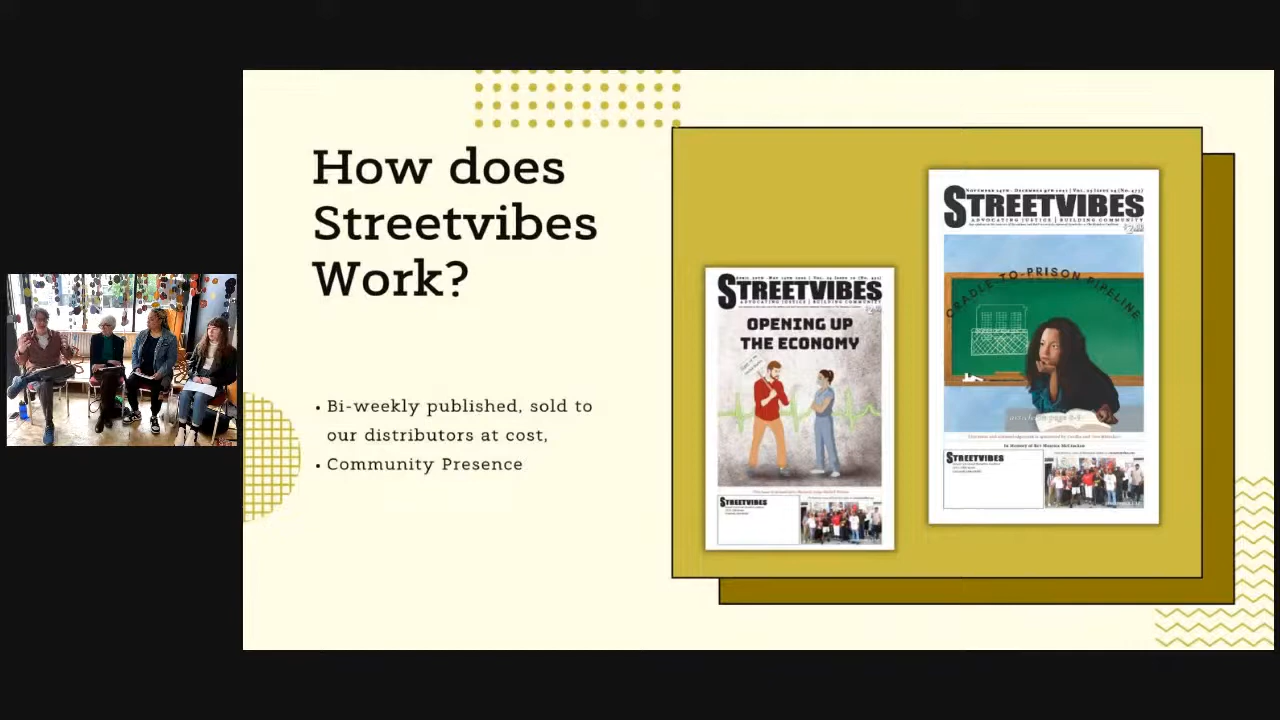 How does
Streetvibes
Work?
• Bi-weekly published, sold to
our distributors at cost,
• Community Presence
STREETVIBES
ADVOCATING JUSTICE | BUILDING COMMUNITY
OPENING UP
THE ECONOMY
STREETVIBES
STREETVIBES
ADVOCATING JUSTICE | BUILDING COMMUNITY
CRADLE-TO-PRISON PIPELINE
STREETVIBES